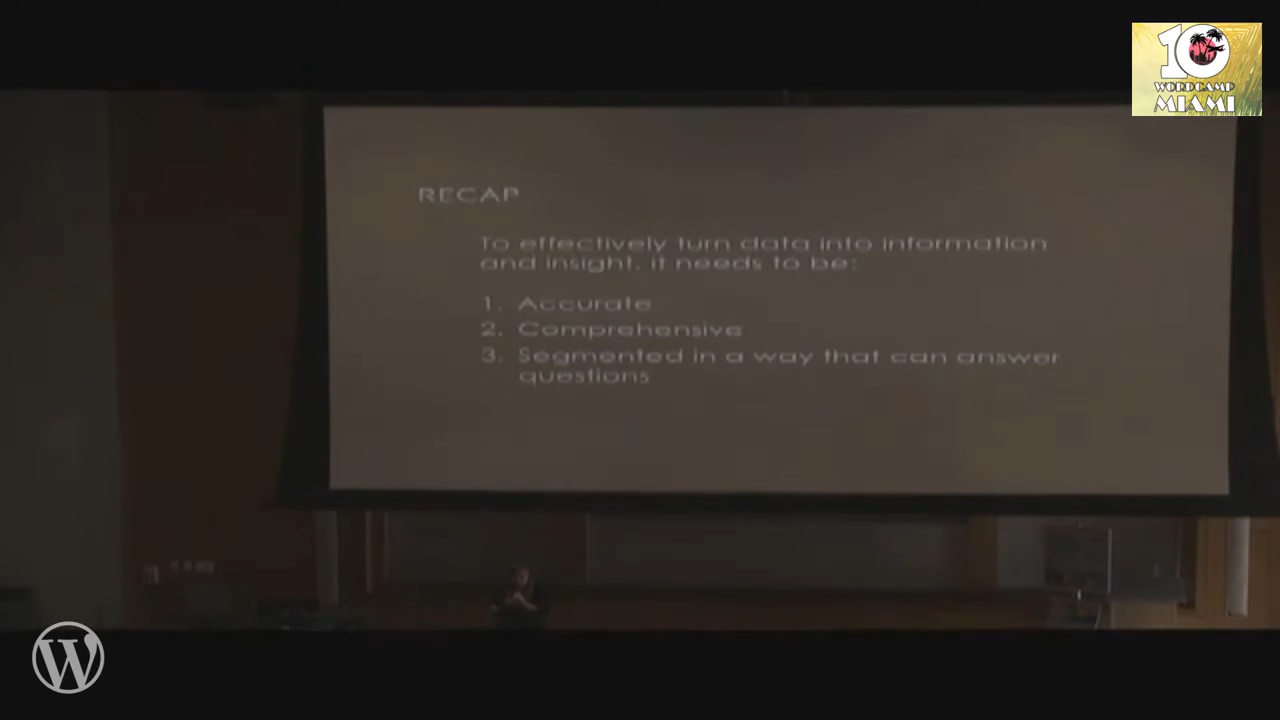 10
WORDCAMP
MIAMI
RECAP
To effectively turn data into information
and insight, it needs to be:
1. Accurate
2. Comprehensive
3. Segmented in a way that can answer
questions
W